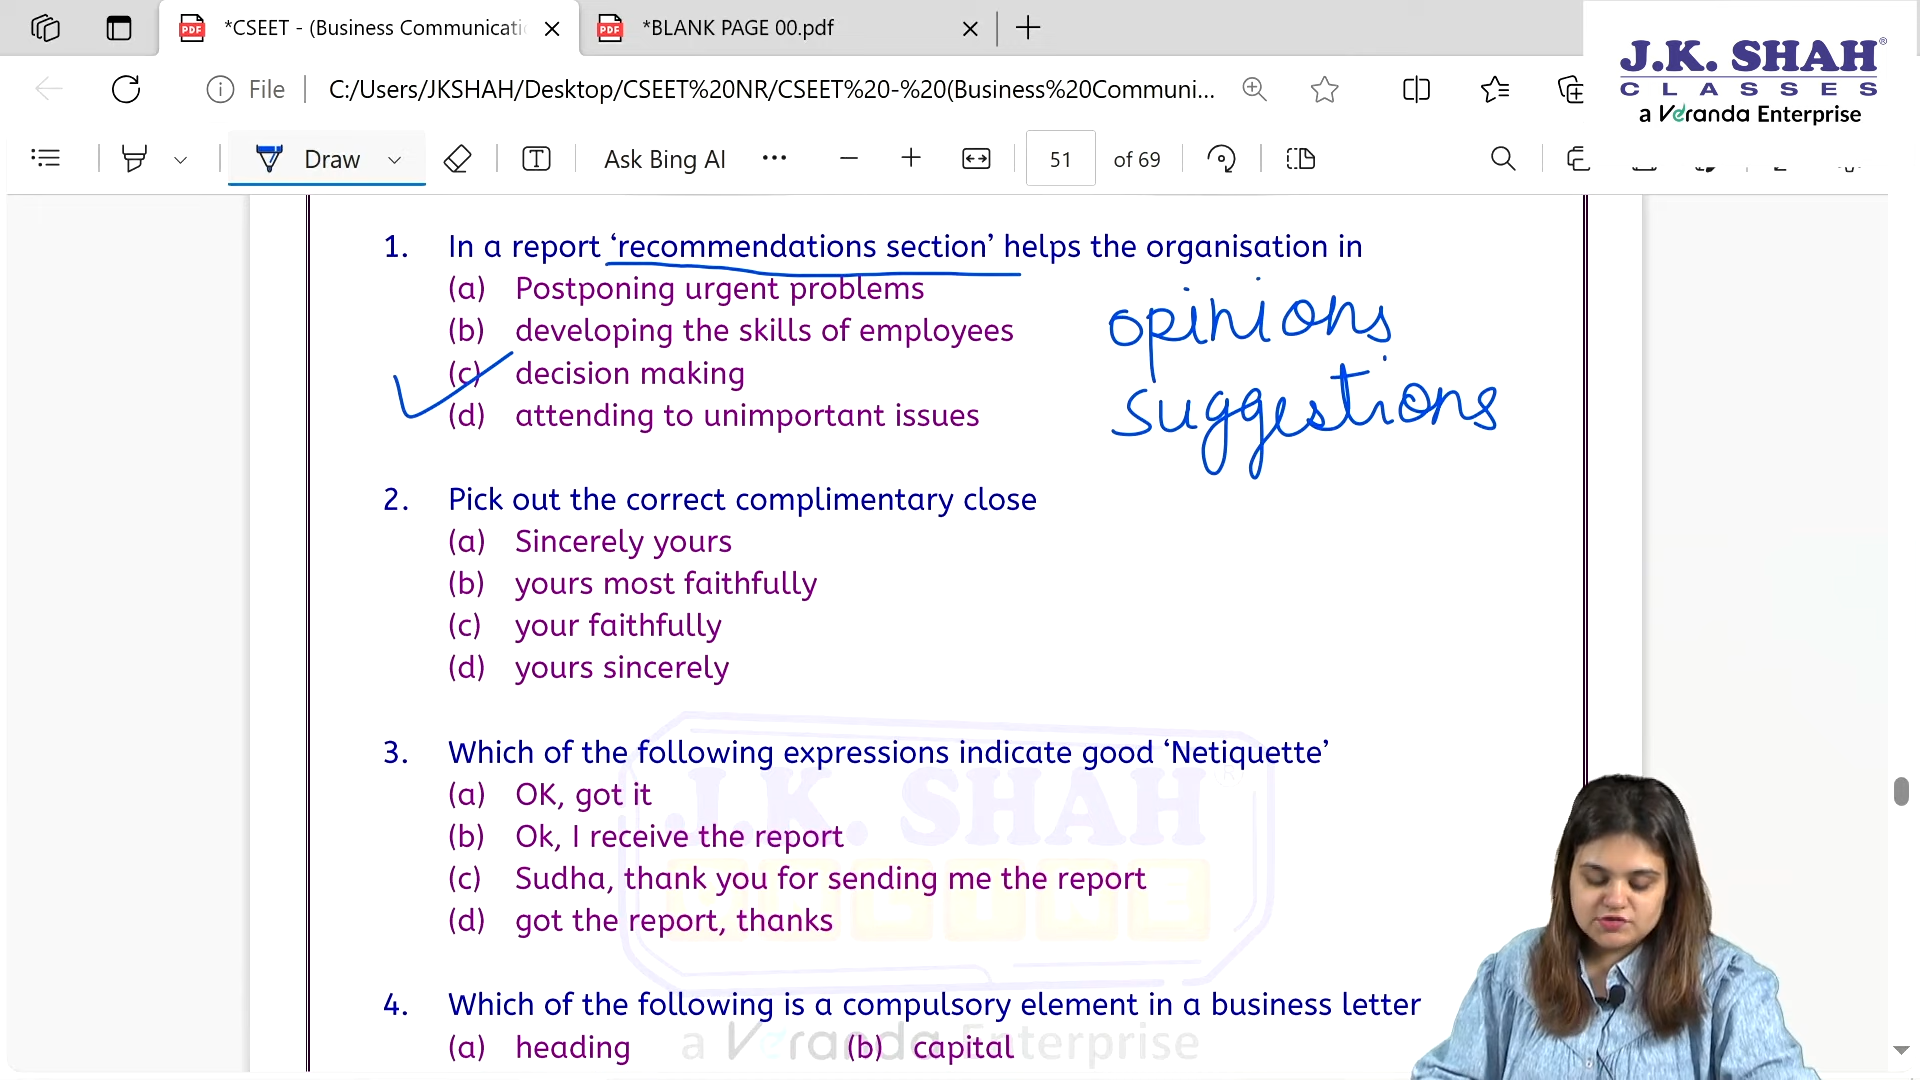 *CSEET - (Business Communicati
*BLANK PAGE 00.pdf
File
C:/Users/JKSHAH/Desktop/CSEET%20NR/CSEET%20-%20(Business%20Communi...
J.K. SHAH®
CLASSES
a Veranda Enterprise
Draw
Ask Bing AI
51
of 69
1. In a report ‘recommendations section’ helps the organisation in
(a) Postponing urgent problems
(b) developing the skills of employees
(c) decision making
(d) attending to unimportant issues
opinions
suggestions
2. Pick out the correct complimentary close
(a) Sincerely yours
(b) yours most faithfully
(c) your faithfully
(d) yours sincerely
3. Which of the following expressions indicate good ‘Netiquette’
(a) OK, got it
(b) Ok, I receive the report
(c) Sudha, thank you for sending me the report
(d) got the report, thanks
J.K. SHAH®
ONLINE
4. Which of the following is a compulsory element in a business letter
(a) heading (b) capital
a Veranda Enterprise